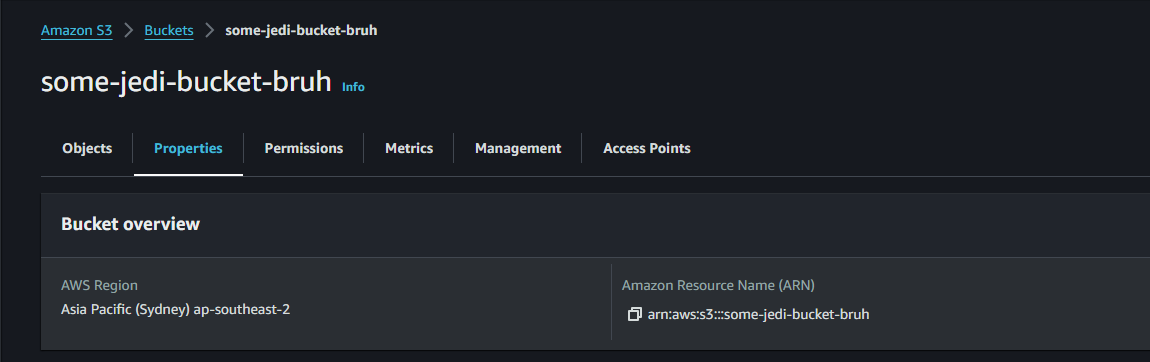 Amazon S3 > Buckets > some-jedi-bucket-bruh
some-jedi-bucket-bruh Info
Objects Properties Permissions Metrics Management Access Points
Bucket overview
AWS Region
Asia Pacific (Sydney) ap-southeast-2
Amazon Resource Name (ARN)
arn:aws:s3:::some-jedi-bucket-bruh